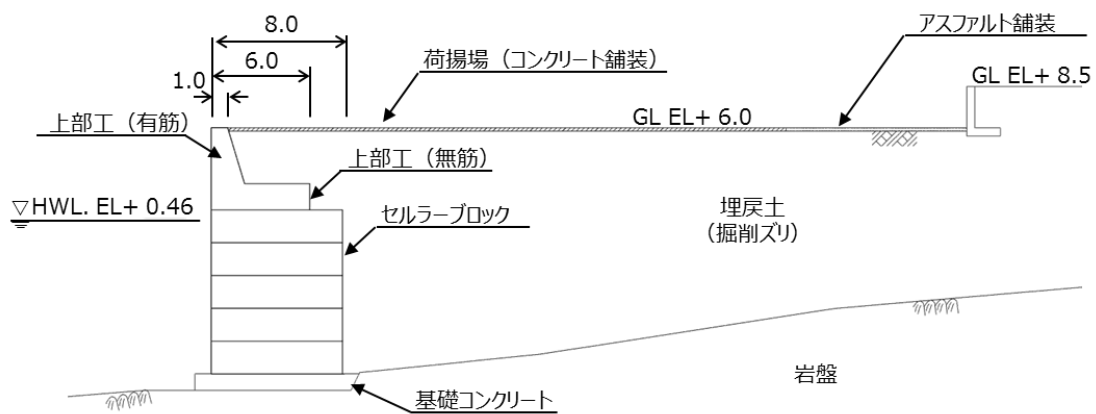 8.0
アスファルト舗装
6.0
荷揚場（コンクリート舗装）
GL EL+ 8.5
1.0
GL EL+ 6.0
上部工（有筋）
上部工（無筋）
▽HWL. EL+ 0.46
セルラーブロック
埋戻土
（掘削ズリ）
岩盤
基礎コンクリート